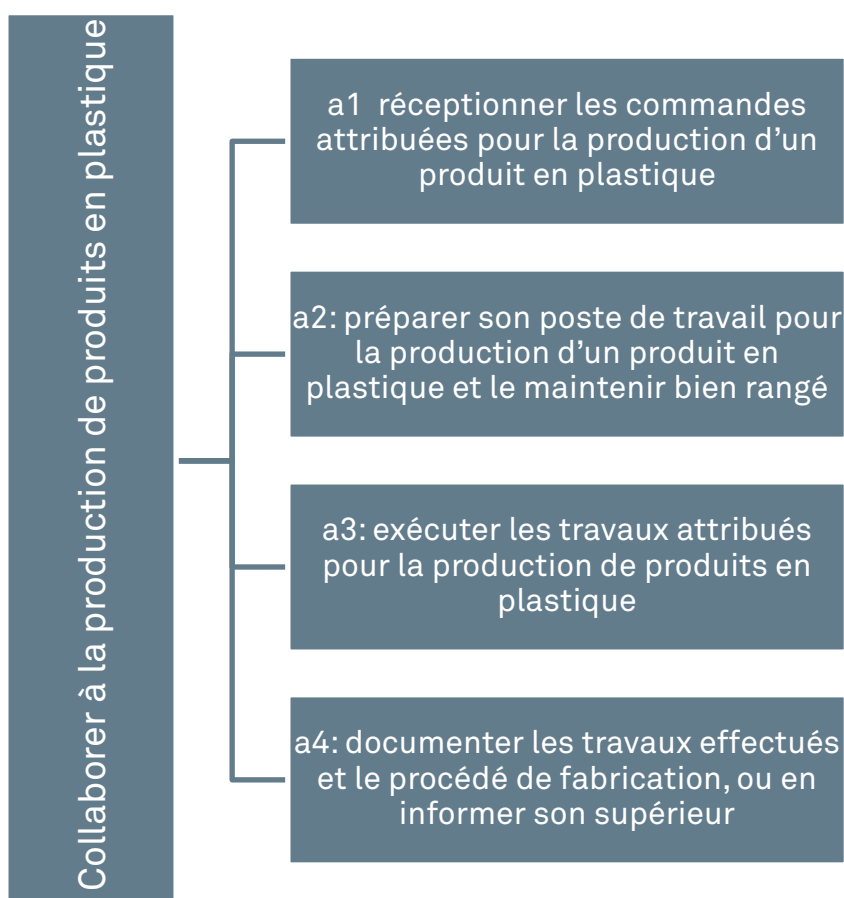 Collaborer à la production de produits en plastique
a1 réceptionner les commandes
attribuées pour la production d’un
produit en plastique
a2: préparer son poste de travail pour
la production d’un produit en
plastique et le maintenir bien rangé
a3: exécuter les travaux attribués
pour la production de produits en
plastique
a4: documenter les travaux effectués
et le procédé de fabrication, ou en
informer son supérieur